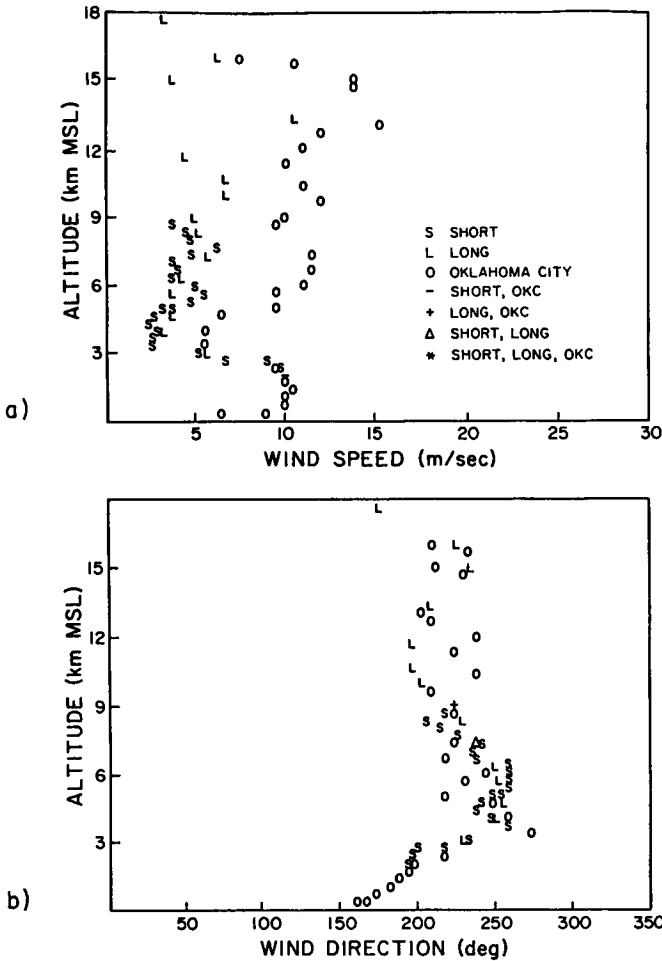 18
15
12
9
6
3
ALTITUDE (km MSL)
S SHORT
L LONG
O OKLAHOMA CITY
– SHORT, OKC
+ LONG, OKC
Δ SHORT, LONG
* SHORT, LONG, OKC
5 10 15 20 25 30
WIND SPEED (m/sec)
a)
15
12
9
6
3
ALTITUDE (km MSL)
50 100 150 200 250 300 350
WIND DIRECTION (deg)
b)